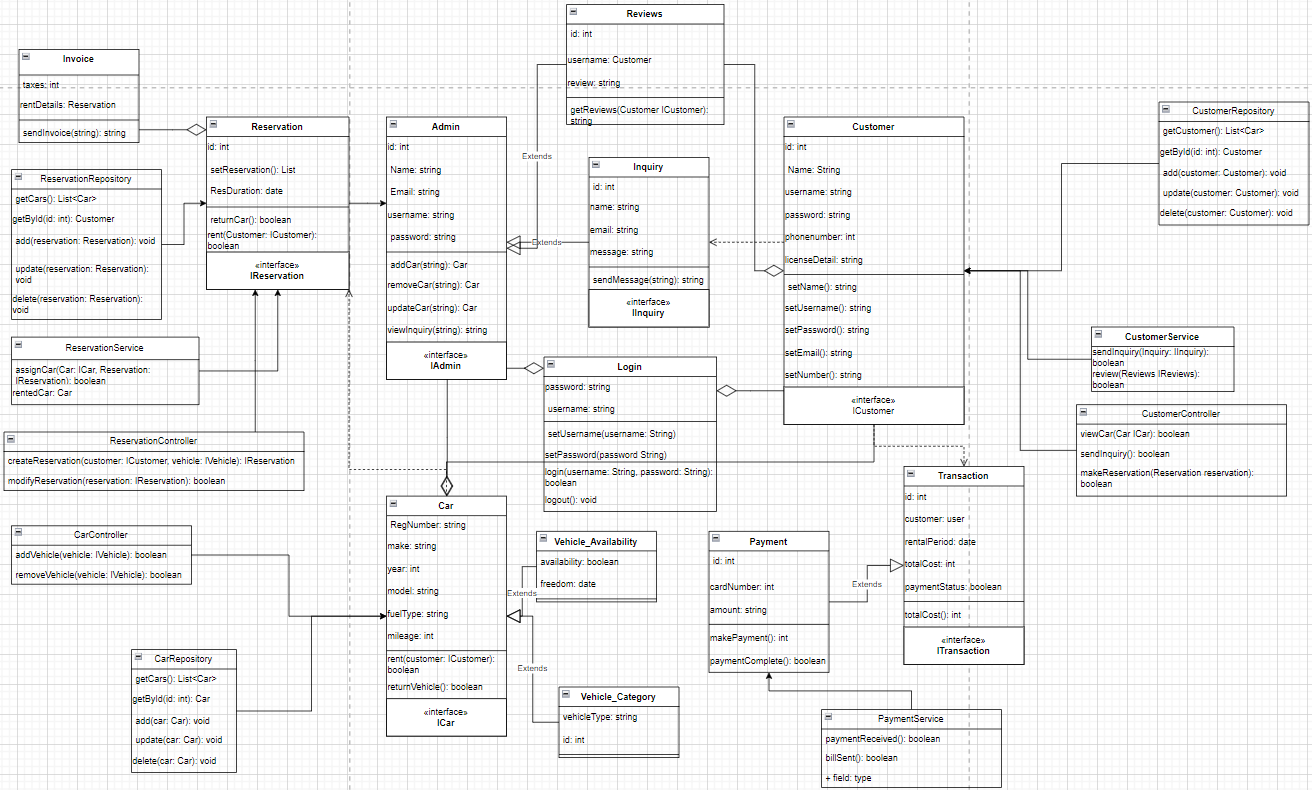 Reviews
id: int
username: Customer
review: string
getReviews(Customer ICustomer):
string
Invoice
taxes: int
rentDetails: Reservation
sendInvoice(string): string
Reservation
id: int
setReservation(): List
ResDuration: date
returnCar(): boolean
rent(Customer: ICustomer):
boolean
«interface»
IReservation
Admin
id: int
Name: string
Email: string
username: string
password: string
addCar(string): Car
removeCar(string): Car
updateCar(string): Car
viewInquiry(string): string
«interface»
IAdmin
Extends
Extends
Inquiry
id: int
name: string
email: string
message: string
sendMessage(string): string
«interface»
IInquiry
Customer
id: int
Name: String
username: string
password: string
phonenumber: int
licenseDetail: string
setName(): string
setUsername(): string
setPassword(): string
setEmail(): string
setNumber(): string
«interface»
ICustomer
CustomerRepository
getCustomer(): List<Car>
getById(id: int): Customer
add(customer: Customer): void
update(customer: Customer): void
delete(customer: Customer): void
ReservationRepository
getCars(): List<Car>
getById(id: int): Customer
add(reservation: Reservation): void
update(reservation: Reservation):
void
delete(reservation: Reservation):
void
ReservationService
assignCar(Car: ICar, Reservation:
IReservation): boolean
rentedCar: Car
ReservationController
createReservation(customer: ICustomer, vehicle: IVehicle): IReservation
modifyReservation(reservation: IReservation): boolean
Login
password: string
username: string
setUsername(username: String)
setPassword(password String)
login(username: String, password: String):
boolean
logout(): void
CustomerService
sendInquiry(Inquiry: IInquiry):
boolean
review(Reviews IReviews):
boolean
CustomerController
viewCar(Car ICar): boolean
sendInquiry(): boolean
makeReservation(Reservation reservation):
boolean
Transaction
id: int
customer: user
rentalPeriod: date
totalCost: int
paymentStatus: boolean
totalCost(): int
«interface»
ITransaction
Car
RegNumber: string
make: string
year: int
model: string
fuelType: string
mileage: int
rent(customer: ICustomer):
boolean
returnVehicle(): boolean
«interface»
ICar
CarController
addVehicle(vehicle: IVehicle): boolean
removeVehicle(vehicle: IVehicle): boolean
Vehicle_Availability
availability: boolean
freedom: date
Extends
Payment
id: int
cardNumber: int
amount: string
makePayment(): int
paymentComplete(): boolean
Extends
CarRepository
getCars(): List<Car>
getById(id: int): Car
add(car: Car): void
update(car: Car): void
delete(car: Car): void
Extends
Vehicle_Category
vehicleType: string
id: int
PaymentService
paymentReceived(): boolean
billSent(): boolean
+ field: type